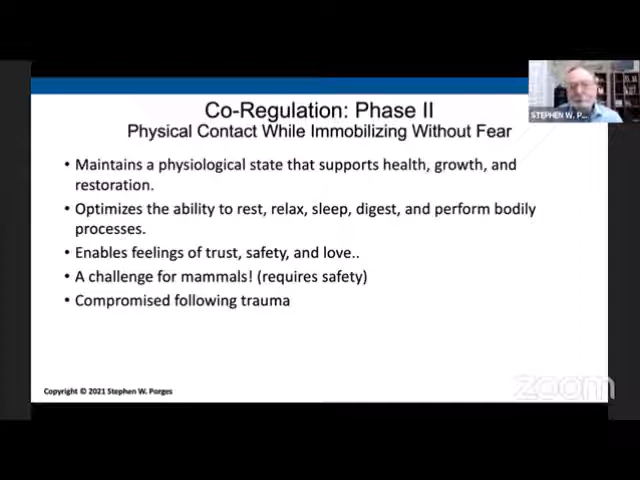 Co-Regulation: Phase II
Physical Contact While Immobilizing Without Fear
• Maintains a physiological state that supports health, growth, and
restoration.
• Optimizes the ability to rest, relax, sleep, digest, and perform bodily
processes.
• Enables feelings of trust, safety, and love..
• A challenge for mammals! (requires safety)
• Compromised following trauma
STEPHEN W. P...
Copyright © 2021 Stephen W. Porges
zoom